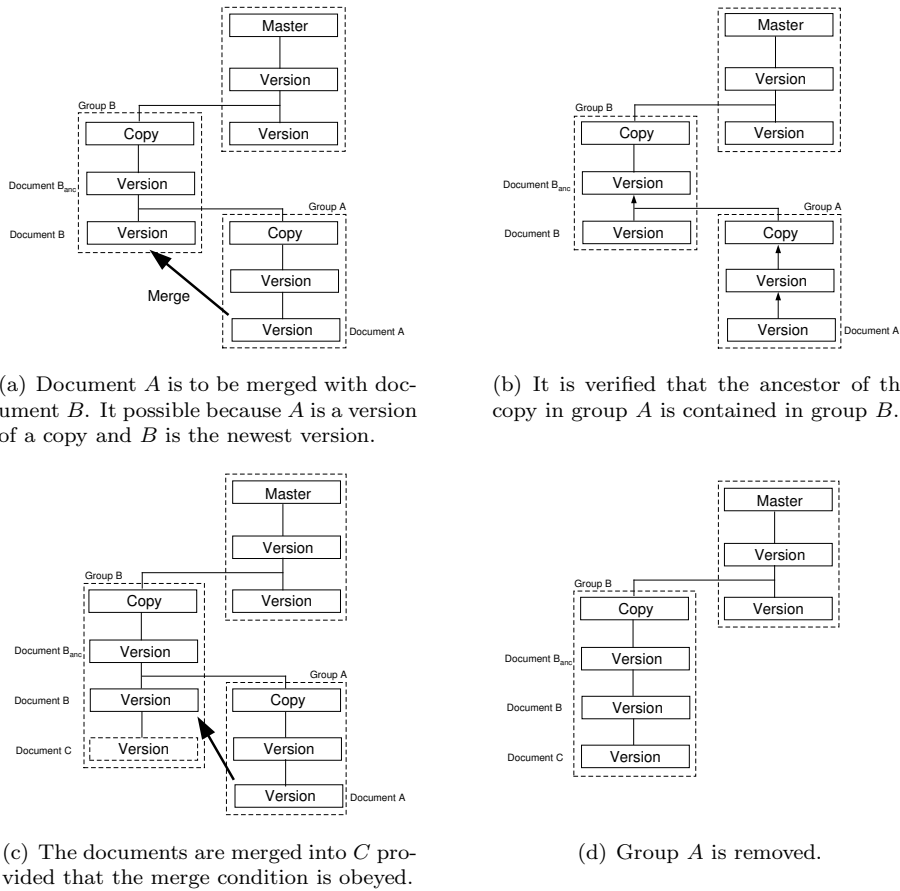 Master
Version
Group B
Copy
Version
Document Banc
Version
Group A
Document B
Version
Copy
Version
Merge
Version
Document A
(a) Document A is to be merged with doc-
ument B. It possible because A is a version
of a copy and B is the newest version.
Master
Version
Group B
Copy
Version
Document Banc
Version
Group A
Document B
Version
Copy
Version
Version
Document A
(b) It is verified that the ancestor of th
copy in group A is contained in group B.
Master
Version
Group B
Copy
Version
Document Banc
Version
Group A
Document B
Version
Copy
Document C
Version
Version
Version
Document A
(c) The documents are merged into C pro-
vided that the merge condition is obeyed.
Master
Version
Group B
Copy
Version
Document Banc
Version
Document B
Version
Document C
Version
(d) Group A is removed.